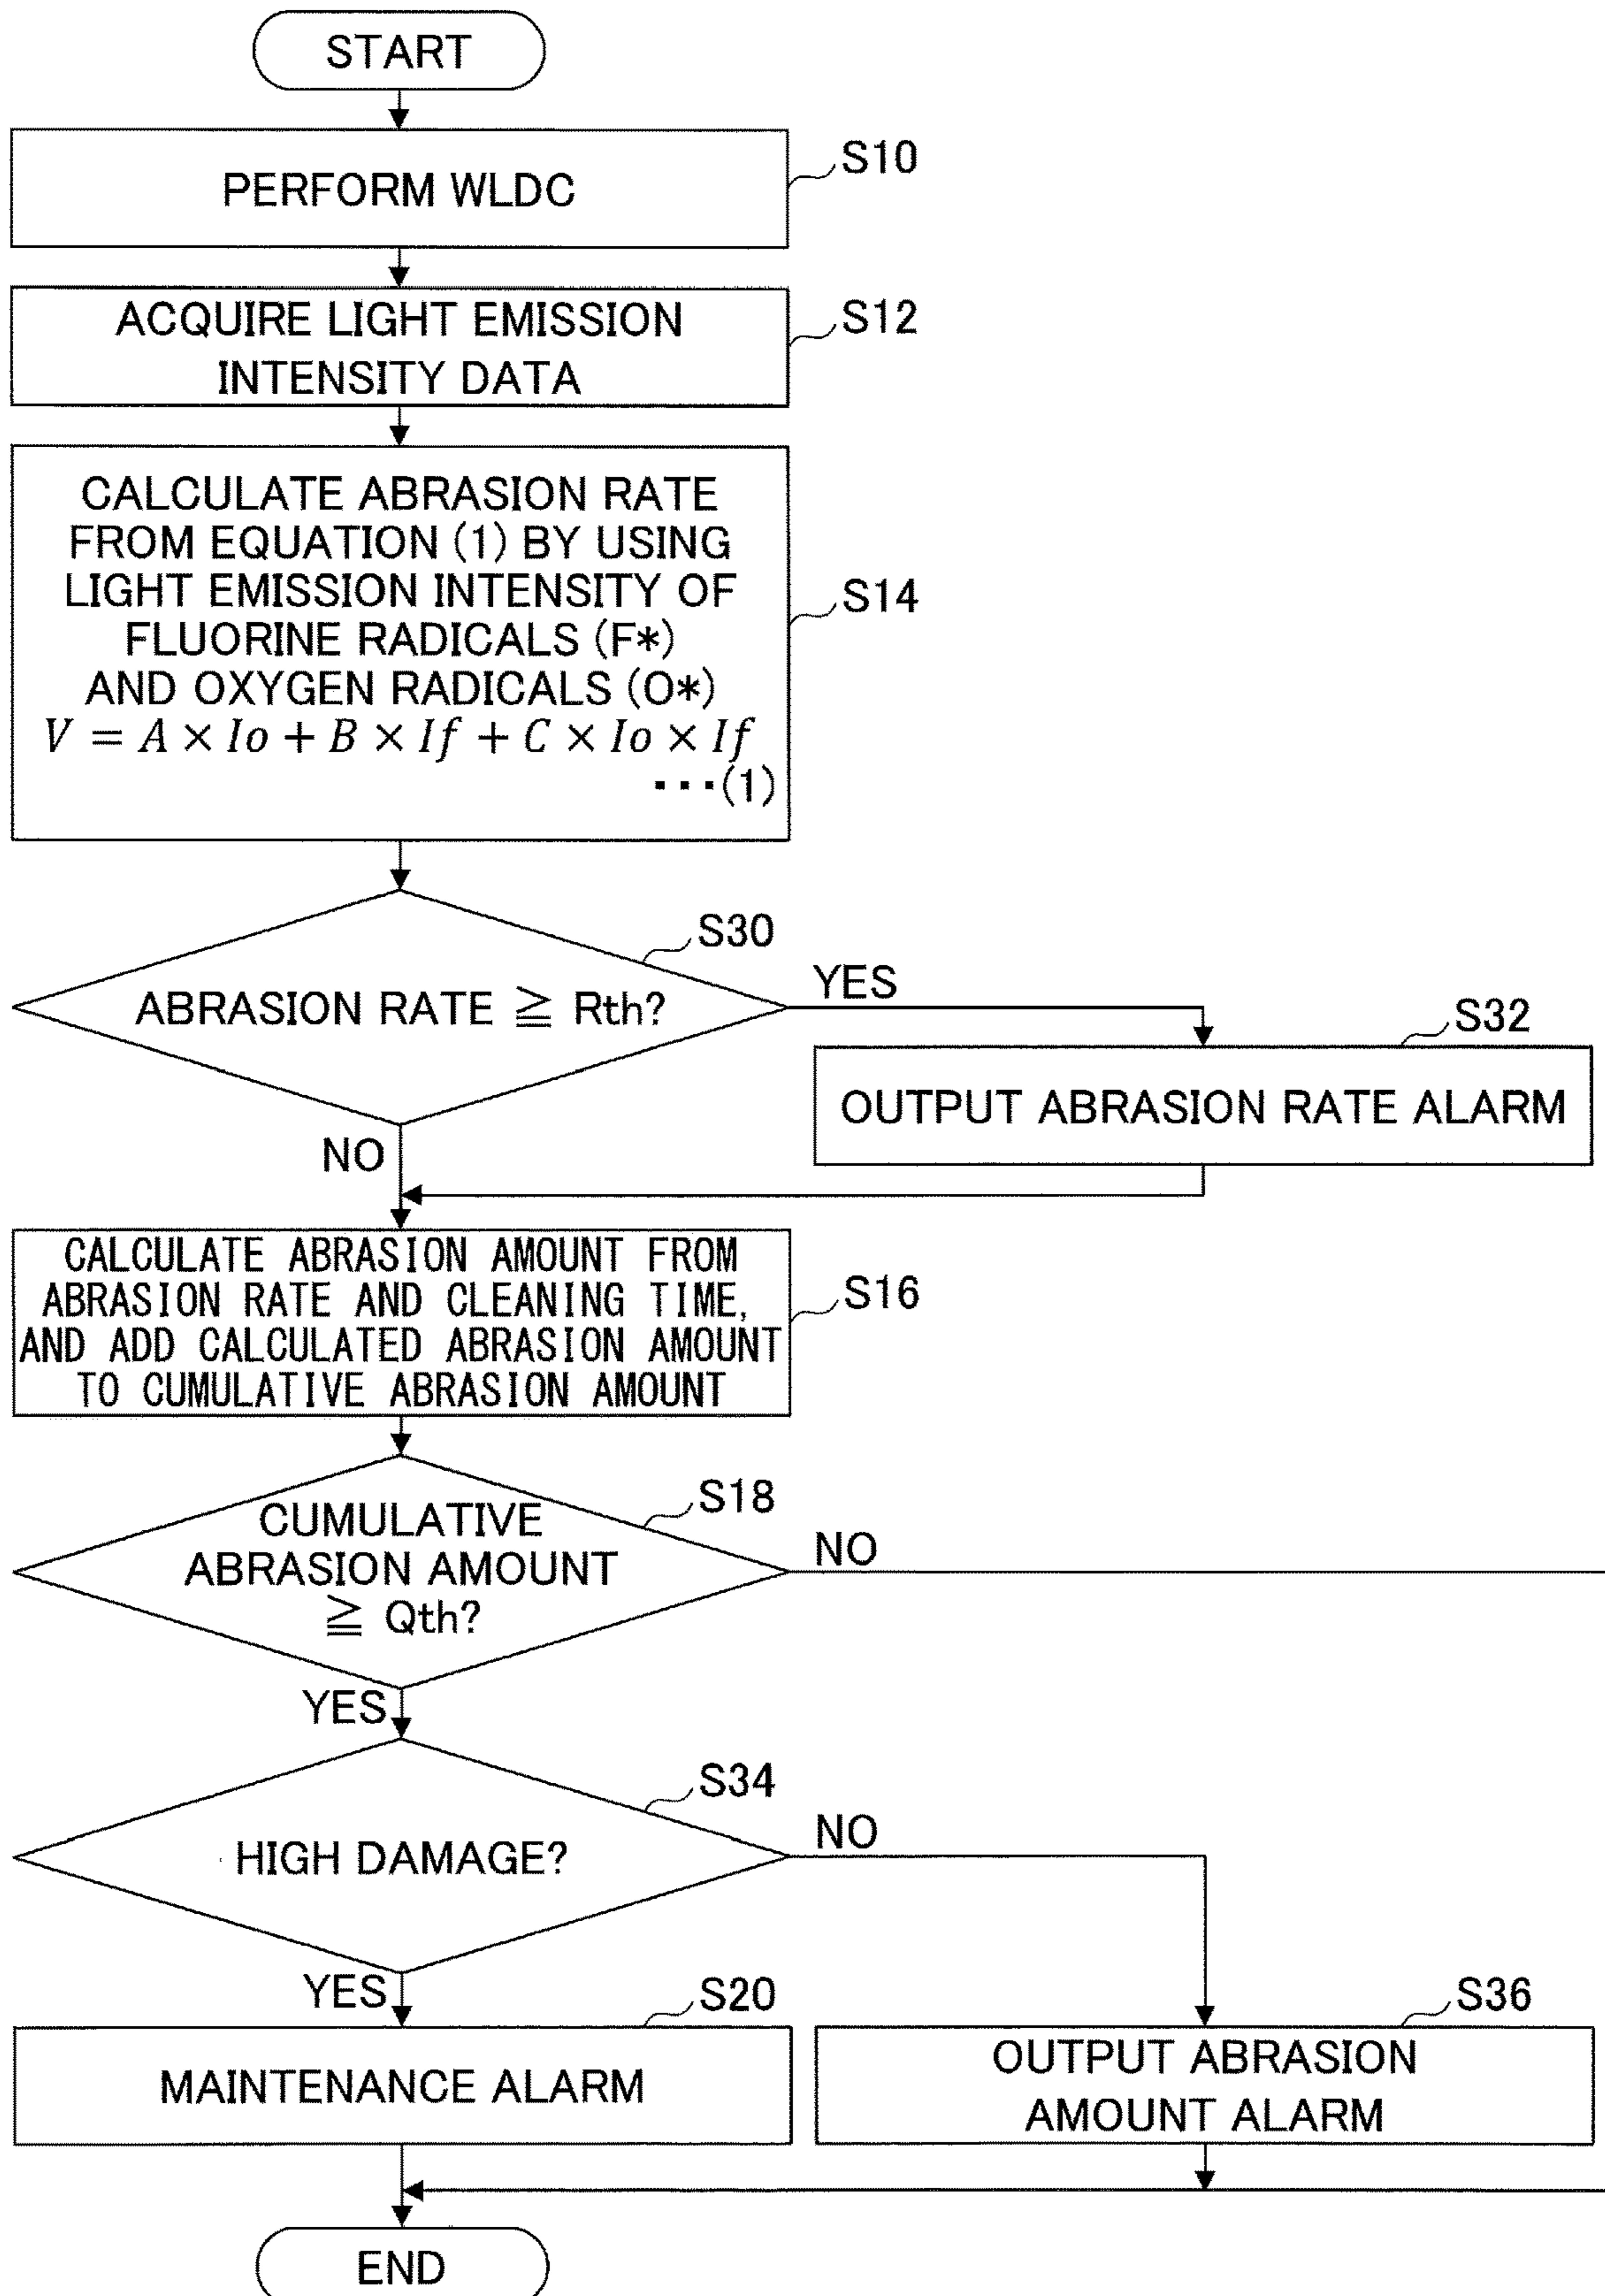 START
PERFORM WLDC
S10
ACQUIRE LIGHT EMISSION
INTENSITY DATA
S12
CALCULATE ABRASION RATE
FROM EQUATION (1) BY USING
LIGHT EMISSION INTENSITY OF
FLUORINE RADICALS (F*)
AND OXYGEN RADICALS (O*)
V = A × Io + B × If + C × Io × If
・・・(1)
S14
S30
ABRASION RATE ≧ Rth?
YES
S32
OUTPUT ABRASION RATE ALARM
NO
CALCULATE ABRASION AMOUNT FROM
ABRASION RATE AND CLEANING TIME,
AND ADD CALCULATED ABRASION AMOUNT
TO CUMULATIVE ABRASION AMOUNT
S16
S18
CUMULATIVE
ABRASION AMOUNT
≧ Qth?
NO
YES
S34
HIGH DAMAGE?
NO
YES
S20
MAINTENANCE ALARM
S36
OUTPUT ABRASION
AMOUNT ALARM
END